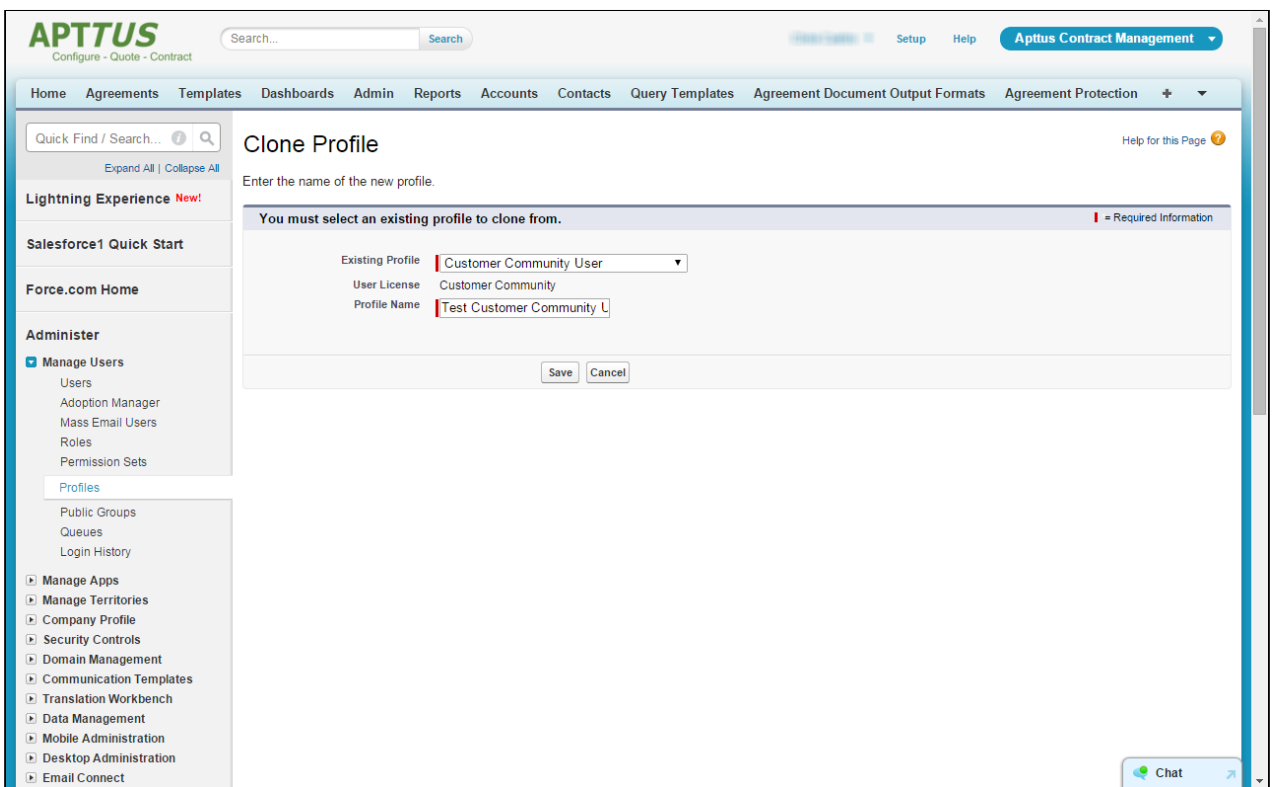 APTTUS
Configure - Quote - Contract
Search...
Search
Setup
Help
Apttus Contract Management
Home Agreements Templates Dashboards Admin Reports Accounts Contacts Query Templates Agreement Document Output Formats Agreement Protection +
Quick Find / Search...
Expand All | Collapse All
Lightning Experience New!
Salesforce1 Quick Start
Force.com Home
Administer
Manage Users
Users
Adoption Manager
Mass Email Users
Roles
Permission Sets
Profiles
Public Groups
Queues
Login History
Manage Apps
Manage Territories
Company Profile
Security Controls
Domain Management
Communication Templates
Translation Workbench
Data Management
Mobile Administration
Desktop Administration
Email Connect
Clone Profile
Help for this Page ?
Enter the name of the new profile.
You must select an existing profile to clone from.
= Required Information
Existing Profile Customer Community User
User License Customer Community
Profile Name Test Customer Community U
Save Cancel
Chat